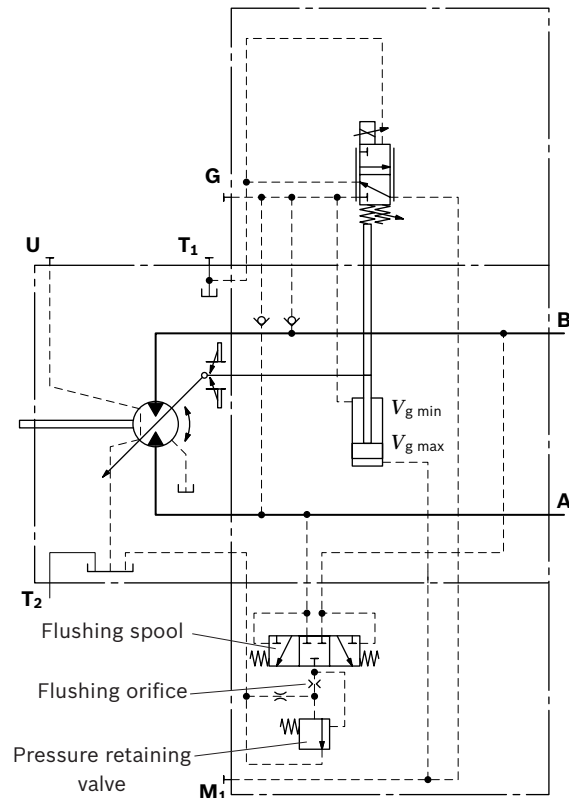 G
U
T1
B
Vg min
Vg max
A
T2
Flushing spool
Flushing orifice
Pressure retaining
valve
M1